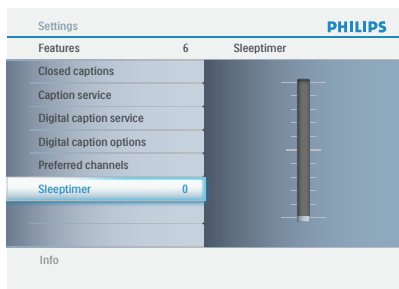 Settings
PHILIPS
Features 6 Sleeptimer
Closed captions
Caption service
Digital caption service
Digital caption options
Preferred channels
Sleeptimer 0
Info